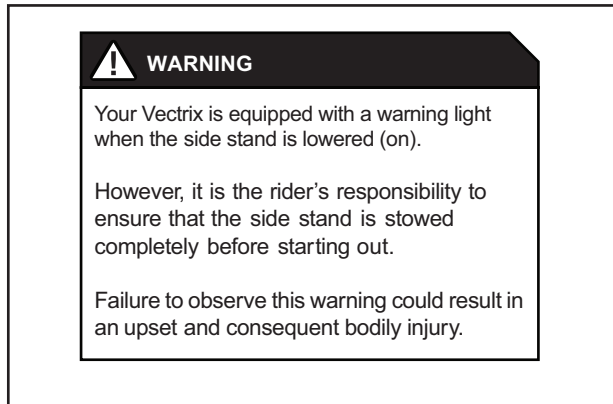 WARNING
Your Vectrix is equipped with a warning light
when the side stand is lowered (on).
However, it is the rider’s responsibility to
ensure that the side stand is stowed
completely before starting out.
Failure to observe this warning could result in
an upset and consequent bodily injury.